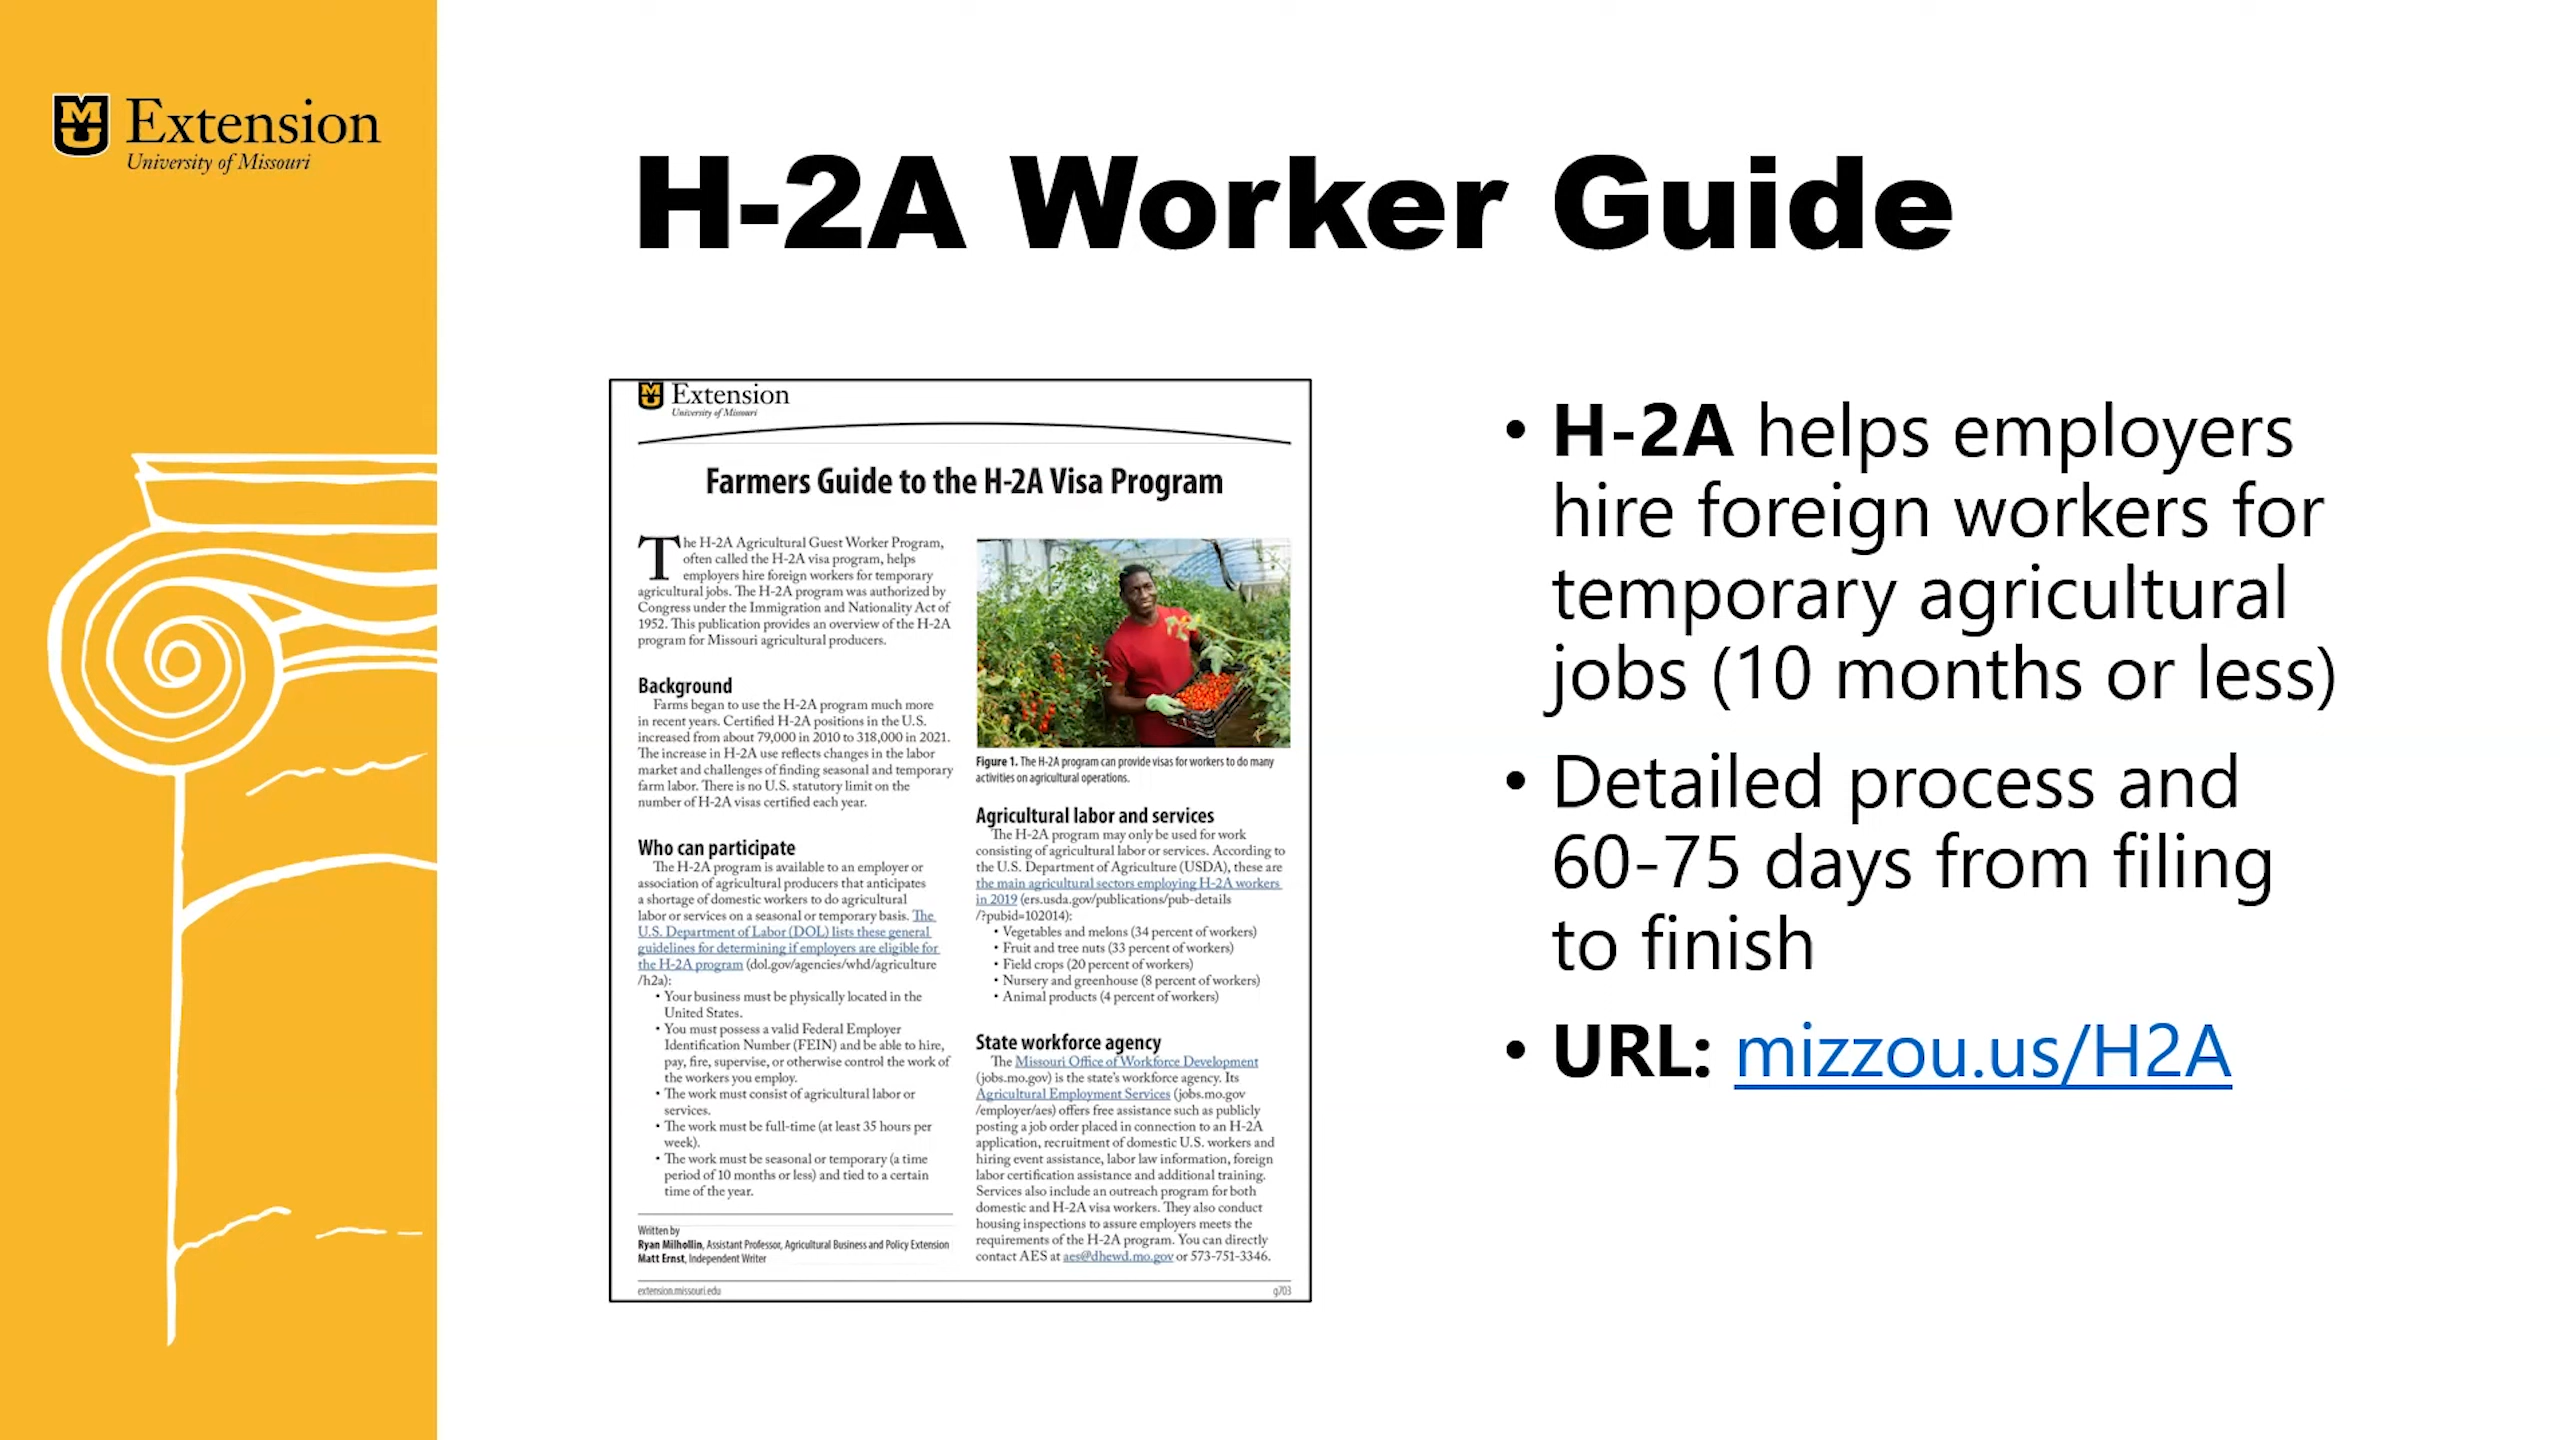 Extension
University of Missouri
H-2A Worker Guide
Extension
University of Missouri
Farmers Guide to the H-2A Visa Program
The H-2A Agricultural Guest Worker Program,
often called the H-2A visa program, helps
employers hire foreign workers for temporary
agricultural jobs. The H-2A program was authorized by
Congress under the Immigration and Nationality Act of
1952. This publication provides an overview of the H-2A
program for Missouri agricultural producers.
Background
Farms began to use the H-2A program much more
in recent years. Certified H-2A positions in the U.S.
increased from about 79,000 in 2010 to 318,000 in 2021.
The increase in H-2A use reflects changes in the labor
market and challenges of finding seasonal and temporary
farm labor. There is no U.S. statutory limit on the
number of H-2A visas certified each year.
Who can participate
The H-2A program is available to an employer or
association of agricultural producers that anticipates
a shortage of domestic workers to do agricultural
labor or services on a seasonal or temporary basis. The
U.S. Department of Labor (DOL) lists these general
guidelines for determining if employers are eligible for
the H-2A program (dol.gov/agencies/whd/agriculture
/h2a):
• Your business must be physically located in the
United States.
• You must possess a valid Federal Employer
Identification Number (FEIN) and be able to hire,
pay, fire, supervise, or otherwise control the work of
the workers you employ.
• The work must consist of agricultural labor or
services.
• The work must be full-time (at least 35 hours per
week).
• The work must be seasonal or temporary (a time
period of 10 months or less) and tied to a certain
time of the year.
Written by
Ryan Milhollin, Assistant Professor, Agricultural Business and Policy Extension
Matt Ernst, Independent Writer
Figure 1. The H-2A program can provide visas for workers to do many
activities on agricultural operations.
Agricultural labor and services
The H-2A program may only be used for work
consisting of agricultural labor or services. According to
the U.S. Department of Agriculture (USDA), these are
the main agricultural sectors employing H-2A workers
in 2019 (ers.usda.gov/publications/pub-details
/?pubid=102014):
• Vegetables and melons (34 percent of workers)
• Fruit and tree nuts (33 percent of workers)
• Field crops (20 percent of workers)
• Nursery and greenhouse (8 percent of workers)
• Animal products (4 percent of workers)
State workforce agency
The Missouri Office of Workforce Development
(jobs.mo.gov) is the state's workforce agency. Its
Agricultural Employment Services (jobs.mo.gov
/employer/aes) offers free assistance such as publicly
posting a job order placed in connection to an H-2A
application, recruitment of domestic U.S. workers and
hiring event assistance, labor law information, foreign
labor certification assistance and additional training.
Services also include an outreach program for both
domestic and H-2A visa workers. They also conduct
housing inspections to assure employers meets the
requirements of the H-2A program. You can directly
contact AES at aes@dhewd.mo.gov or 573-751-3346.
extension.missouri.edu
g703
• H-2A helps employers
hire foreign workers for
temporary agricultural
jobs (10 months or less)
• Detailed process and
60-75 days from filing
to finish
• URL: mizzou.us/H2A